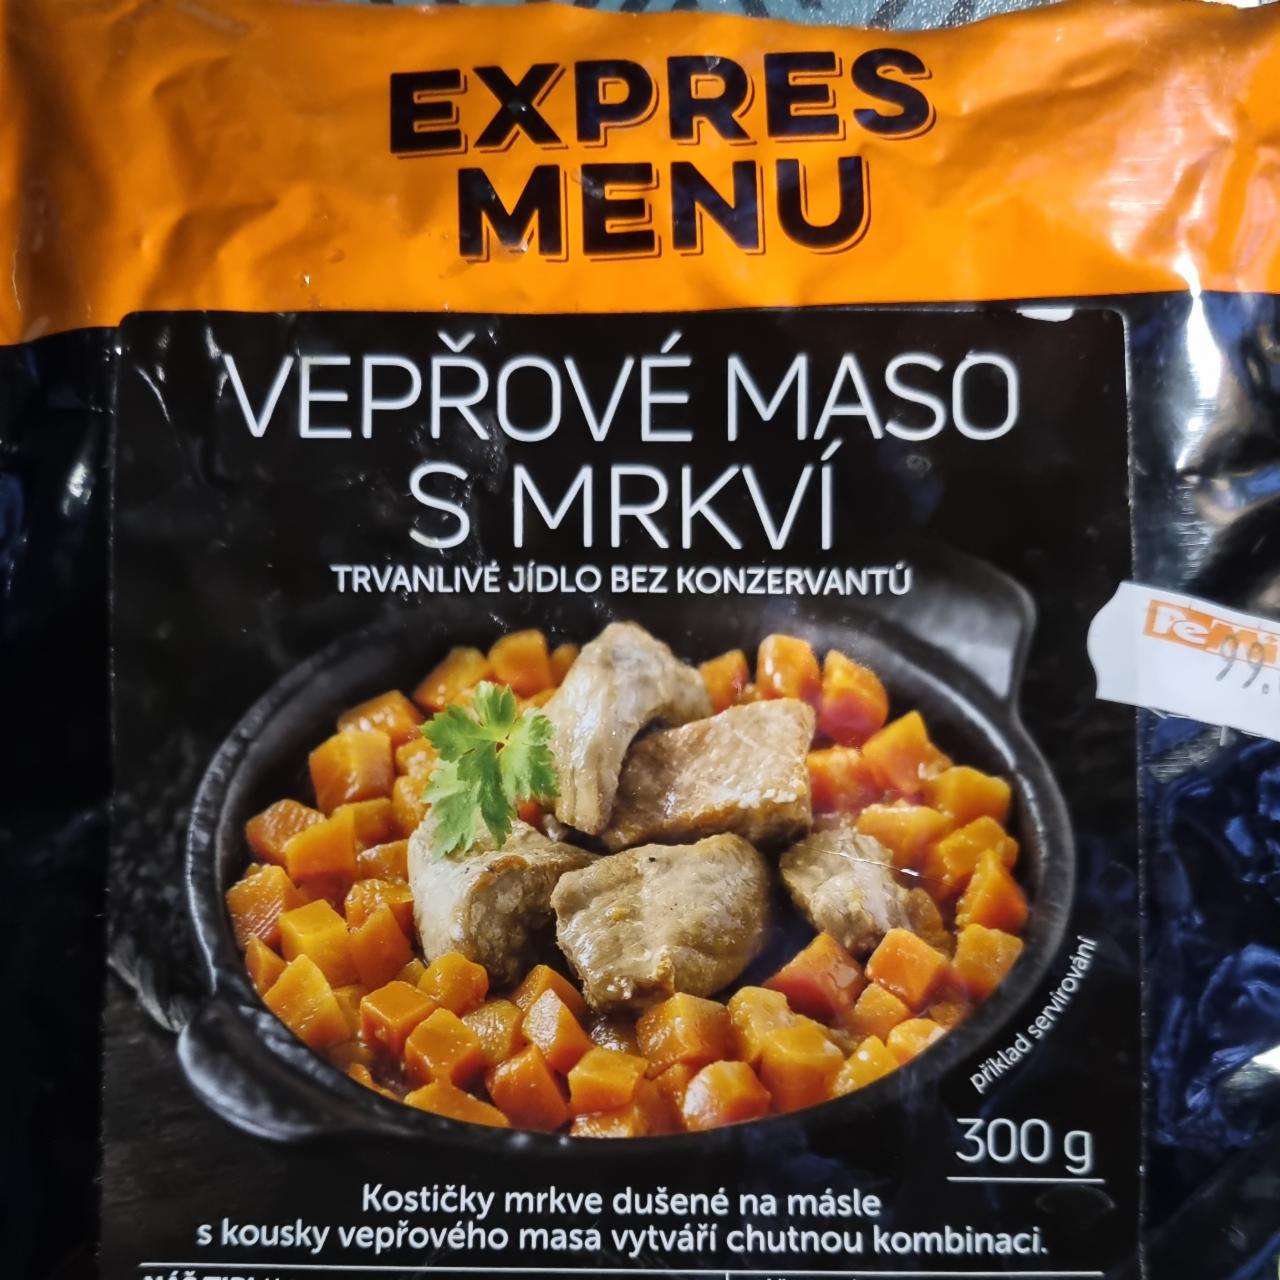 EXPRES
MENU
VEPŘOVÉ MASO
S MRKVÍ
TRVANLIVÉ JÍDLO BEZ KONZERVANTŮ
99.
příklad servírování
300 g
Kostičky mrkve dušené na másle
s kousky vepřového masa vytváří chutnou kombinaci.